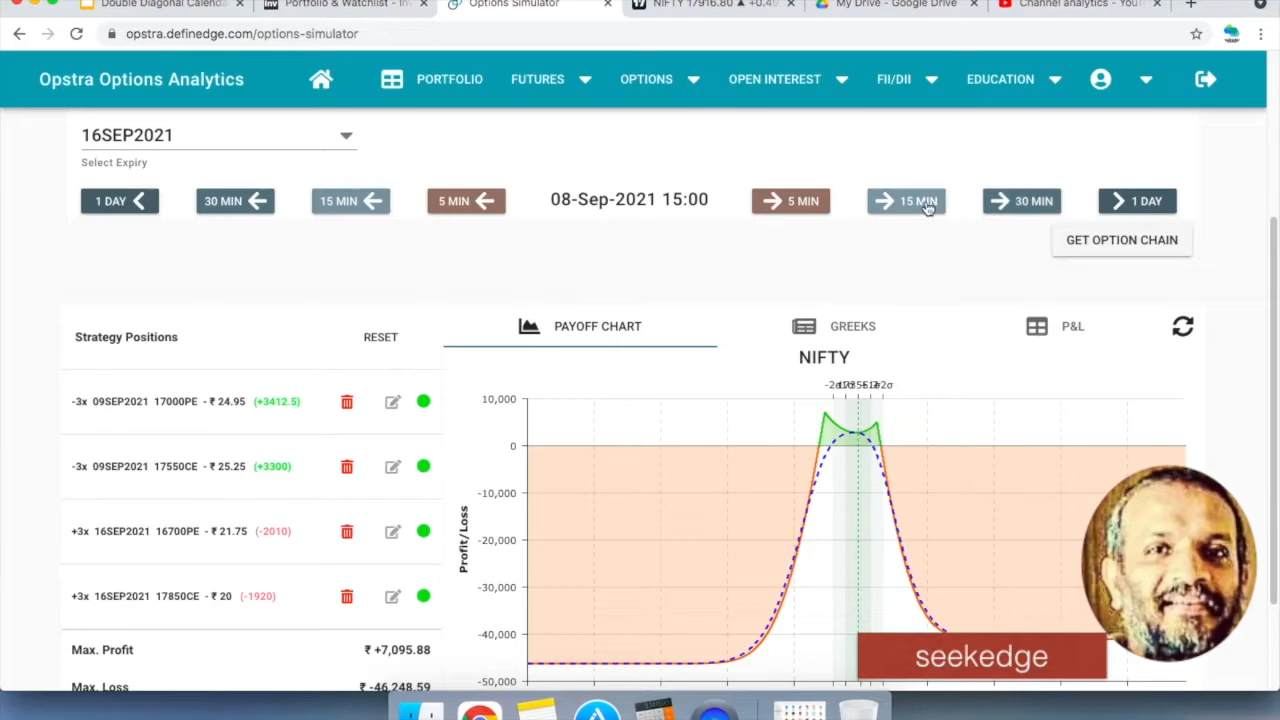 Double Diagonal Calenda
Portfolio & Watchlist - In
Options Simulator
NIFTY 17916.80 ▲ +0.49
My Drive - Google Drive
Channel analytics - YouT
opstra.definedge.com/options-simulator
Opstra Options Analytics
PORTFOLIO
FUTURES
OPTIONS
OPEN INTEREST
FII/DII
EDUCATION
16SEP2021
Select Expiry
1 DAY
30 MIN
15 MIN
5 MIN
08-Sep-2021 15:00
5 MIN
15 MIN
30 MIN
1 DAY
GET OPTION CHAIN
Strategy Positions
RESET
PAYOFF CHART
GREEKS
P&L
NIFTY
-3x 09SEP2021 17000PE - ₹ 24.95 (+3412.5)
-3x 09SEP2021 17550CE - ₹ 25.25 (+3300)
+3x 16SEP2021 16700PE - ₹ 21.75 (-2010)
+3x 16SEP2021 17850CE - ₹ 20 (-1920)
Max. Profit
₹ +7,095.88
Max. Loss
₹ -46,248.59
10,000
0
-10,000
-20,000
-30,000
-40,000
-50,000
Profit/Loss
seekedge